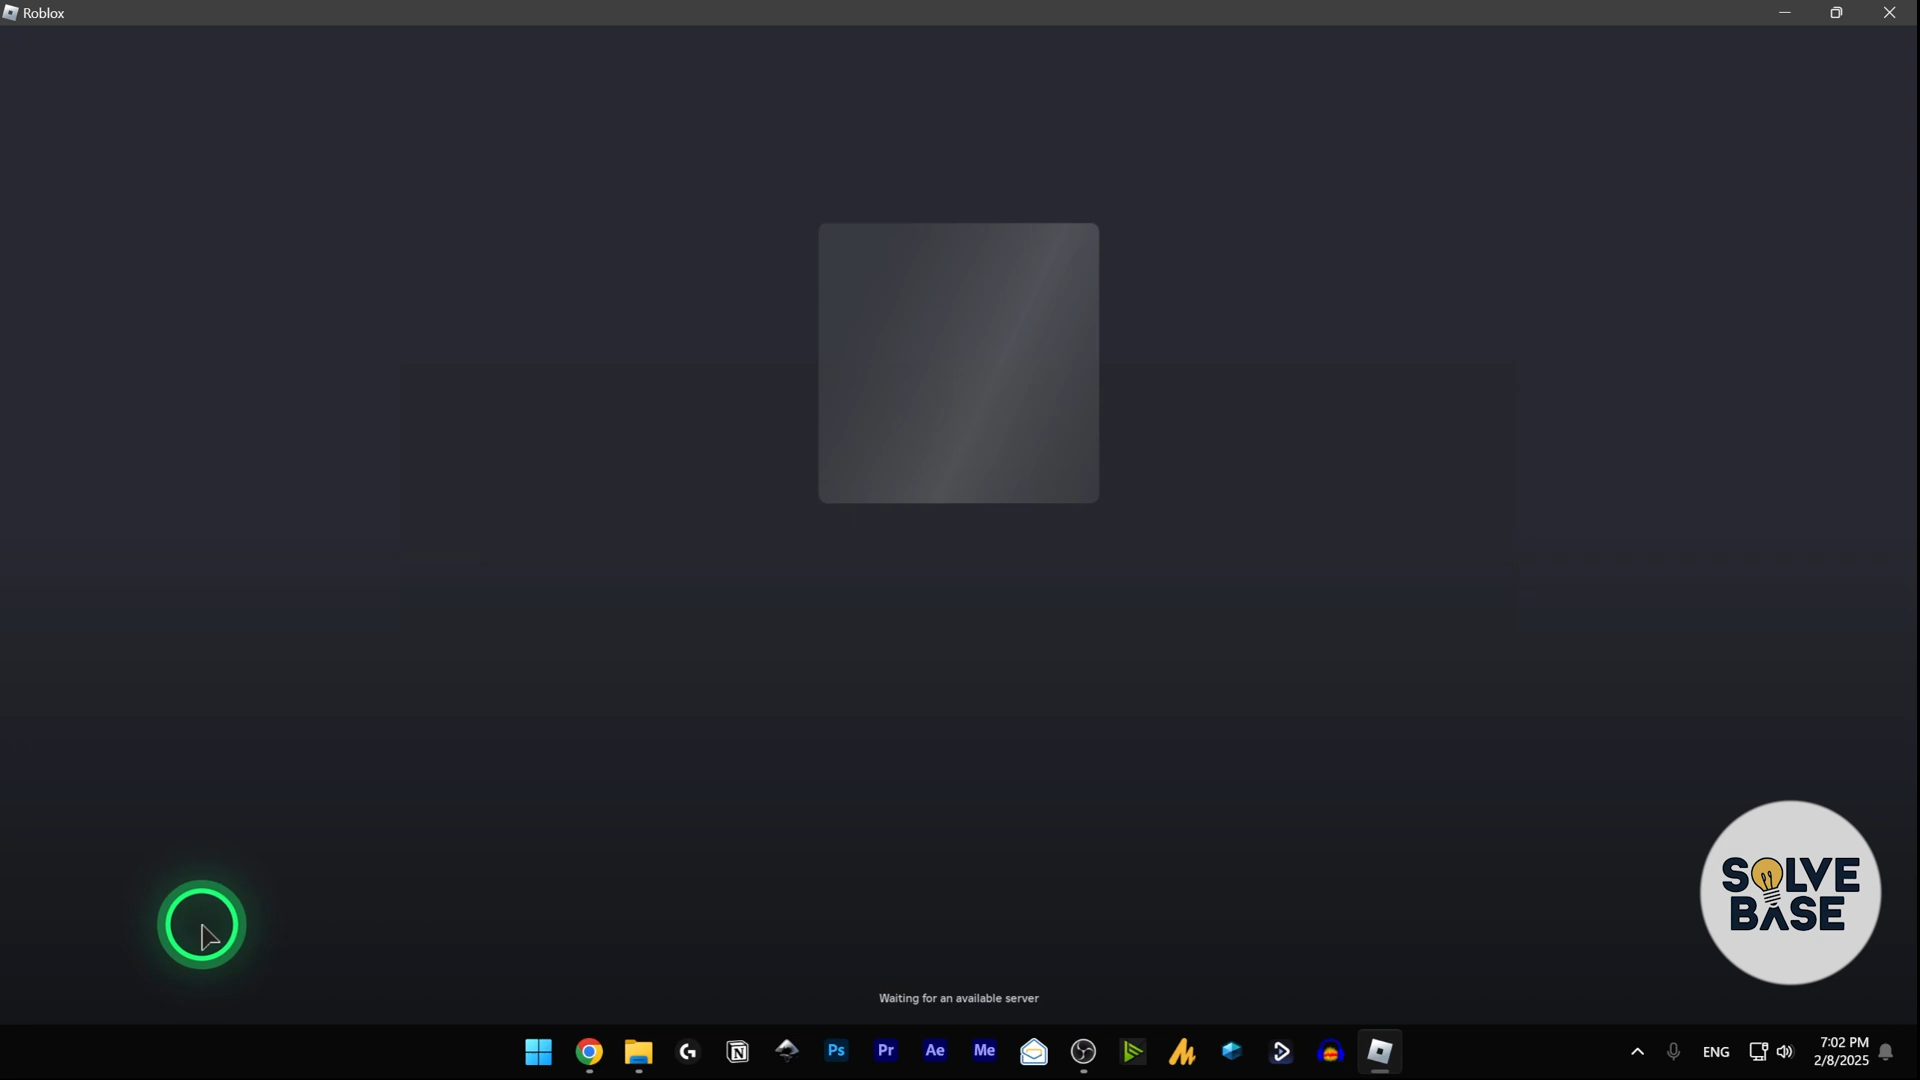 Roblox
SOLVE
BASE
Waiting for an available server
Ps
Pr
Ae
Me
ENG
7:02 PM
2/8/2025